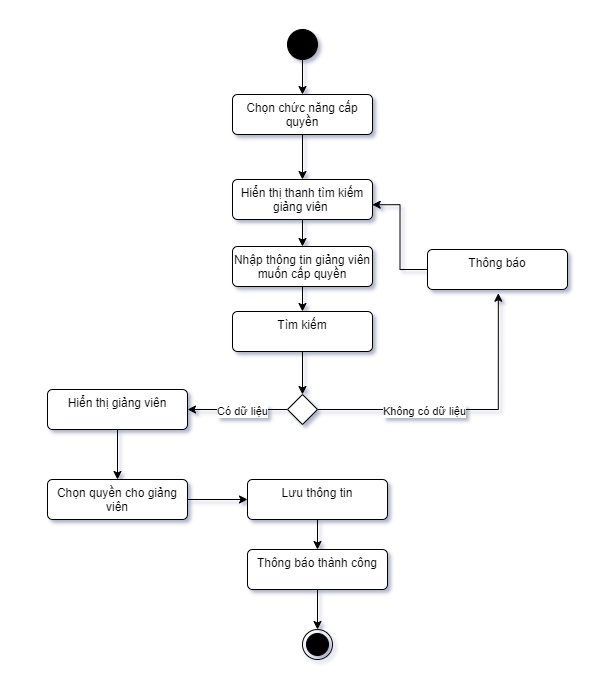 Chọn chức năng cấp
quyền
Hiển thị thanh tìm kiếm
giảng viên
Nhập thông tin giảng viên
muốn cấp quyền
Thông báo
Tìm kiếm
Có dữ liệu
Không có dữ liệu
Hiển thị giảng viên
Chọn quyền cho giảng
viên
Lưu thông tin
Thông báo thành công